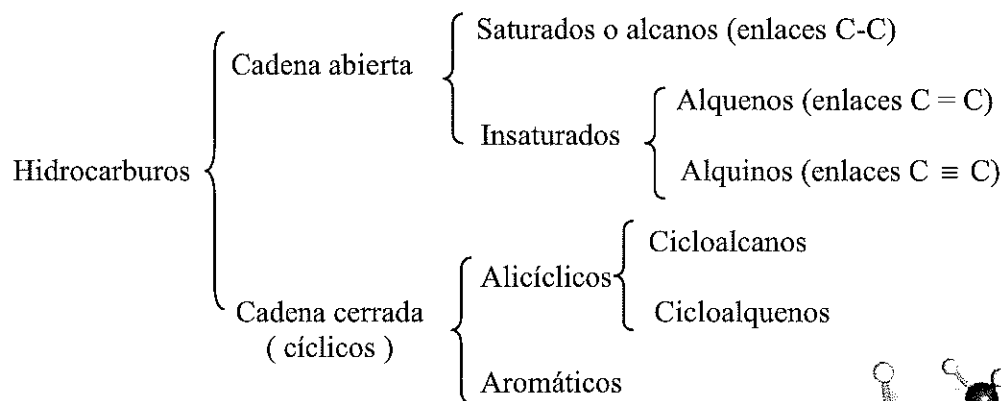 Saturados o alcanos (enlaces C-C)
Cadena abierta
Alquenos (enlaces C = C)
Insaturados
Hidrocarburos
Alquinos (enlaces C ≡ C)
Cicloalcanos
Alicíclicos
Cadena cerrada
Cicloalquenos
( cíclicos )
Aromáticos